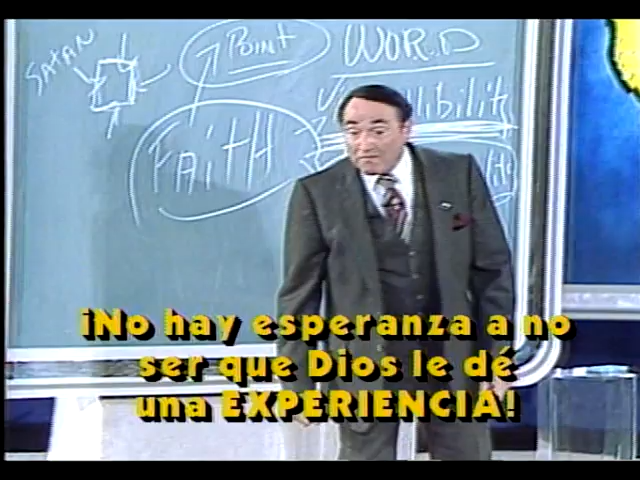 SATAN
POINT
WORD
FAITH
¡No hay esperanza a no
ser que Dios le dé
una EXPERIENCIA!